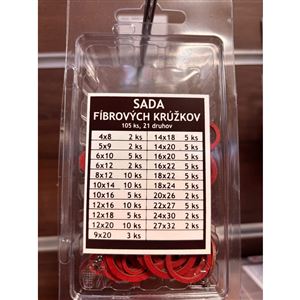 SADA
FÍBROVÝCH KRÚŽKOV
105 ks, 21 druhov
4x8 2 ks 14x18 5 ks
5x9 2 ks 14x20 5 ks
6x10 5 ks 16x20 5 ks
6x12 2 ks 16x22 5 ks
8x12 10 ks 18x22 5 ks
10x14 10 ks 18x24 5 ks
10x16 5 ks 20x26 2 ks
12x16 10 ks 22x27 5 ks
12x18 5 ks 24x30 2 ks
12x20 10 ks 27x32 2 ks
9x20 3 ks